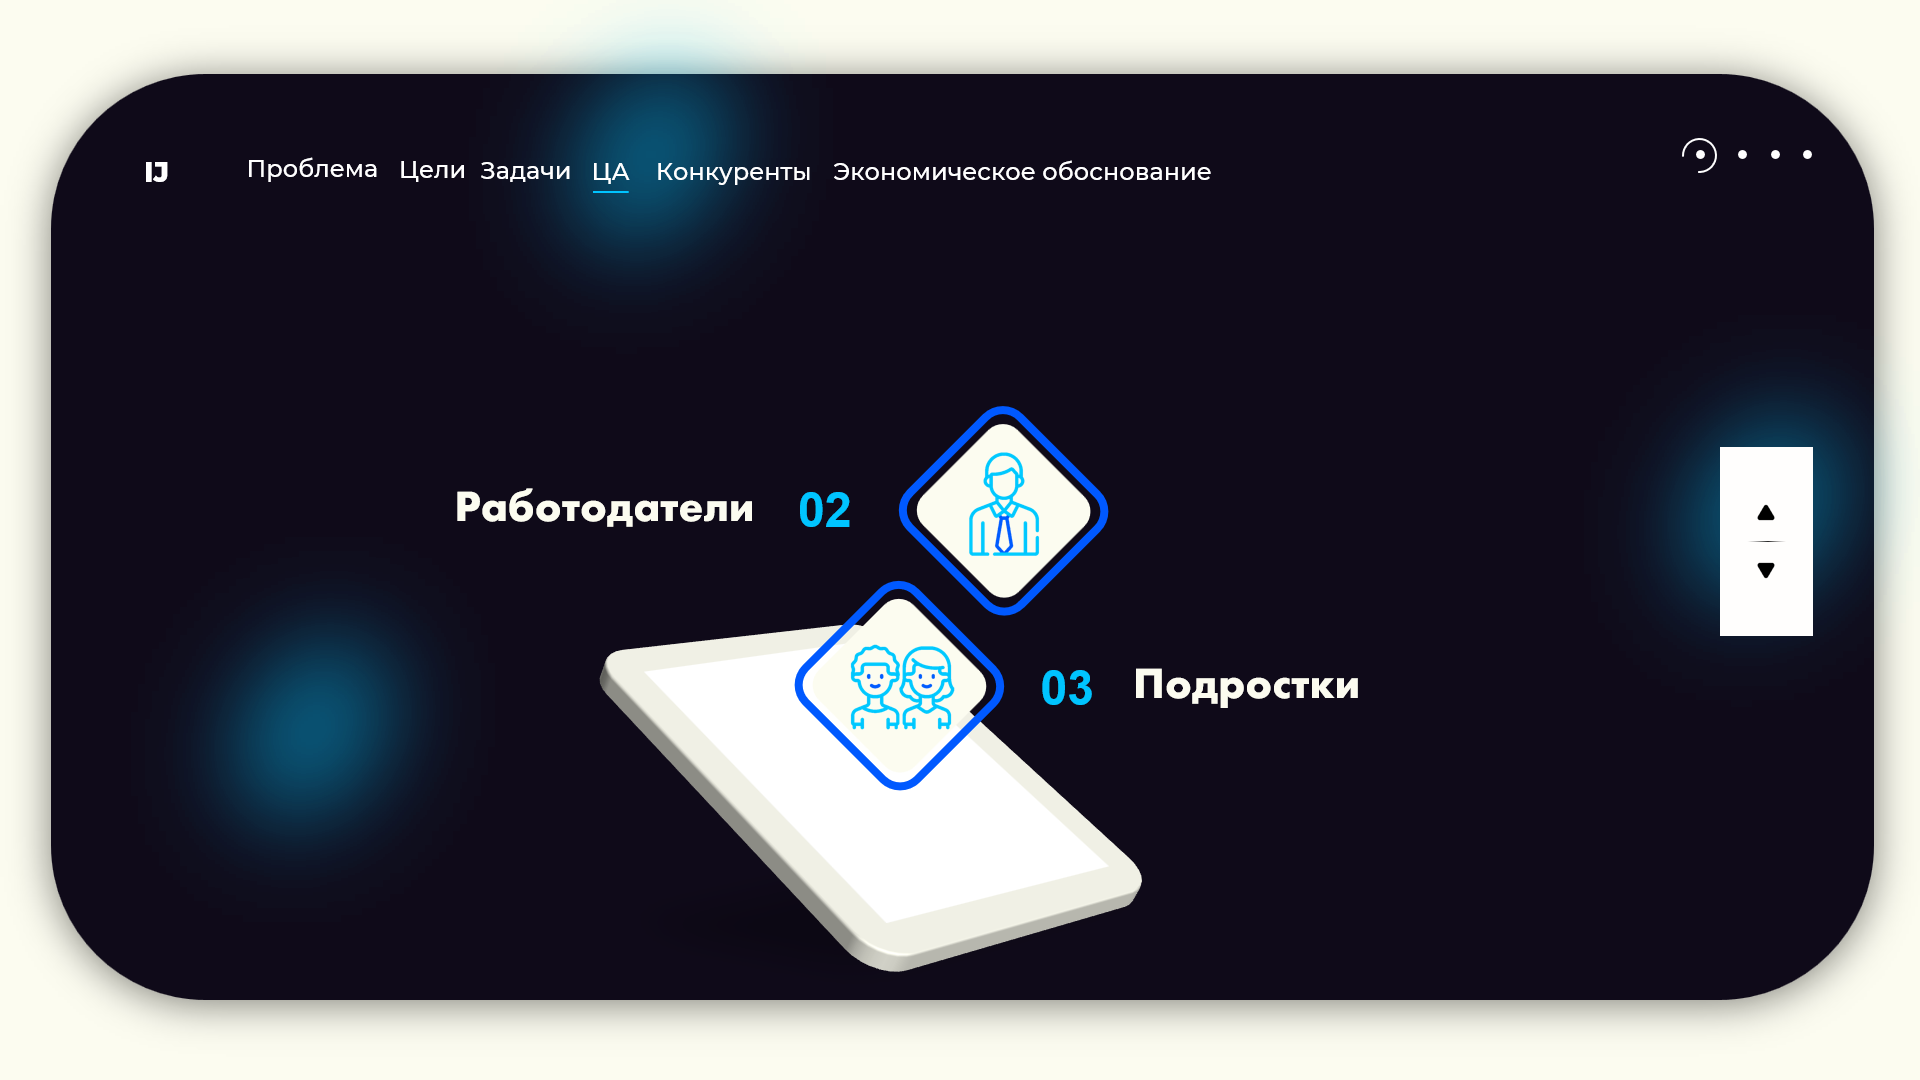 IJ Проблема Цели Задачи ЦА Конкуренты Экономическое обоснование
Работодатели 02
03 Подростки